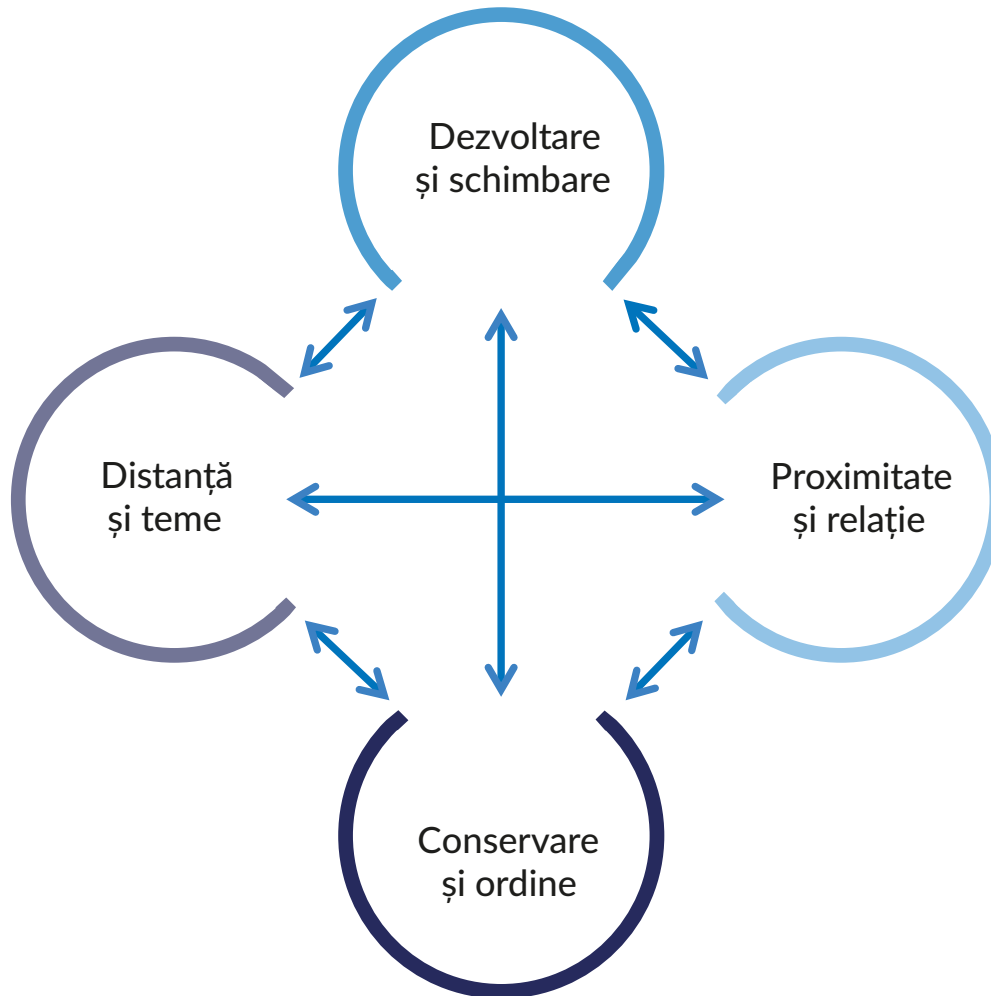 Dezvoltare
și schimbare
Distanță
și teme
Proximitate
și relație
Conservare
și ordine